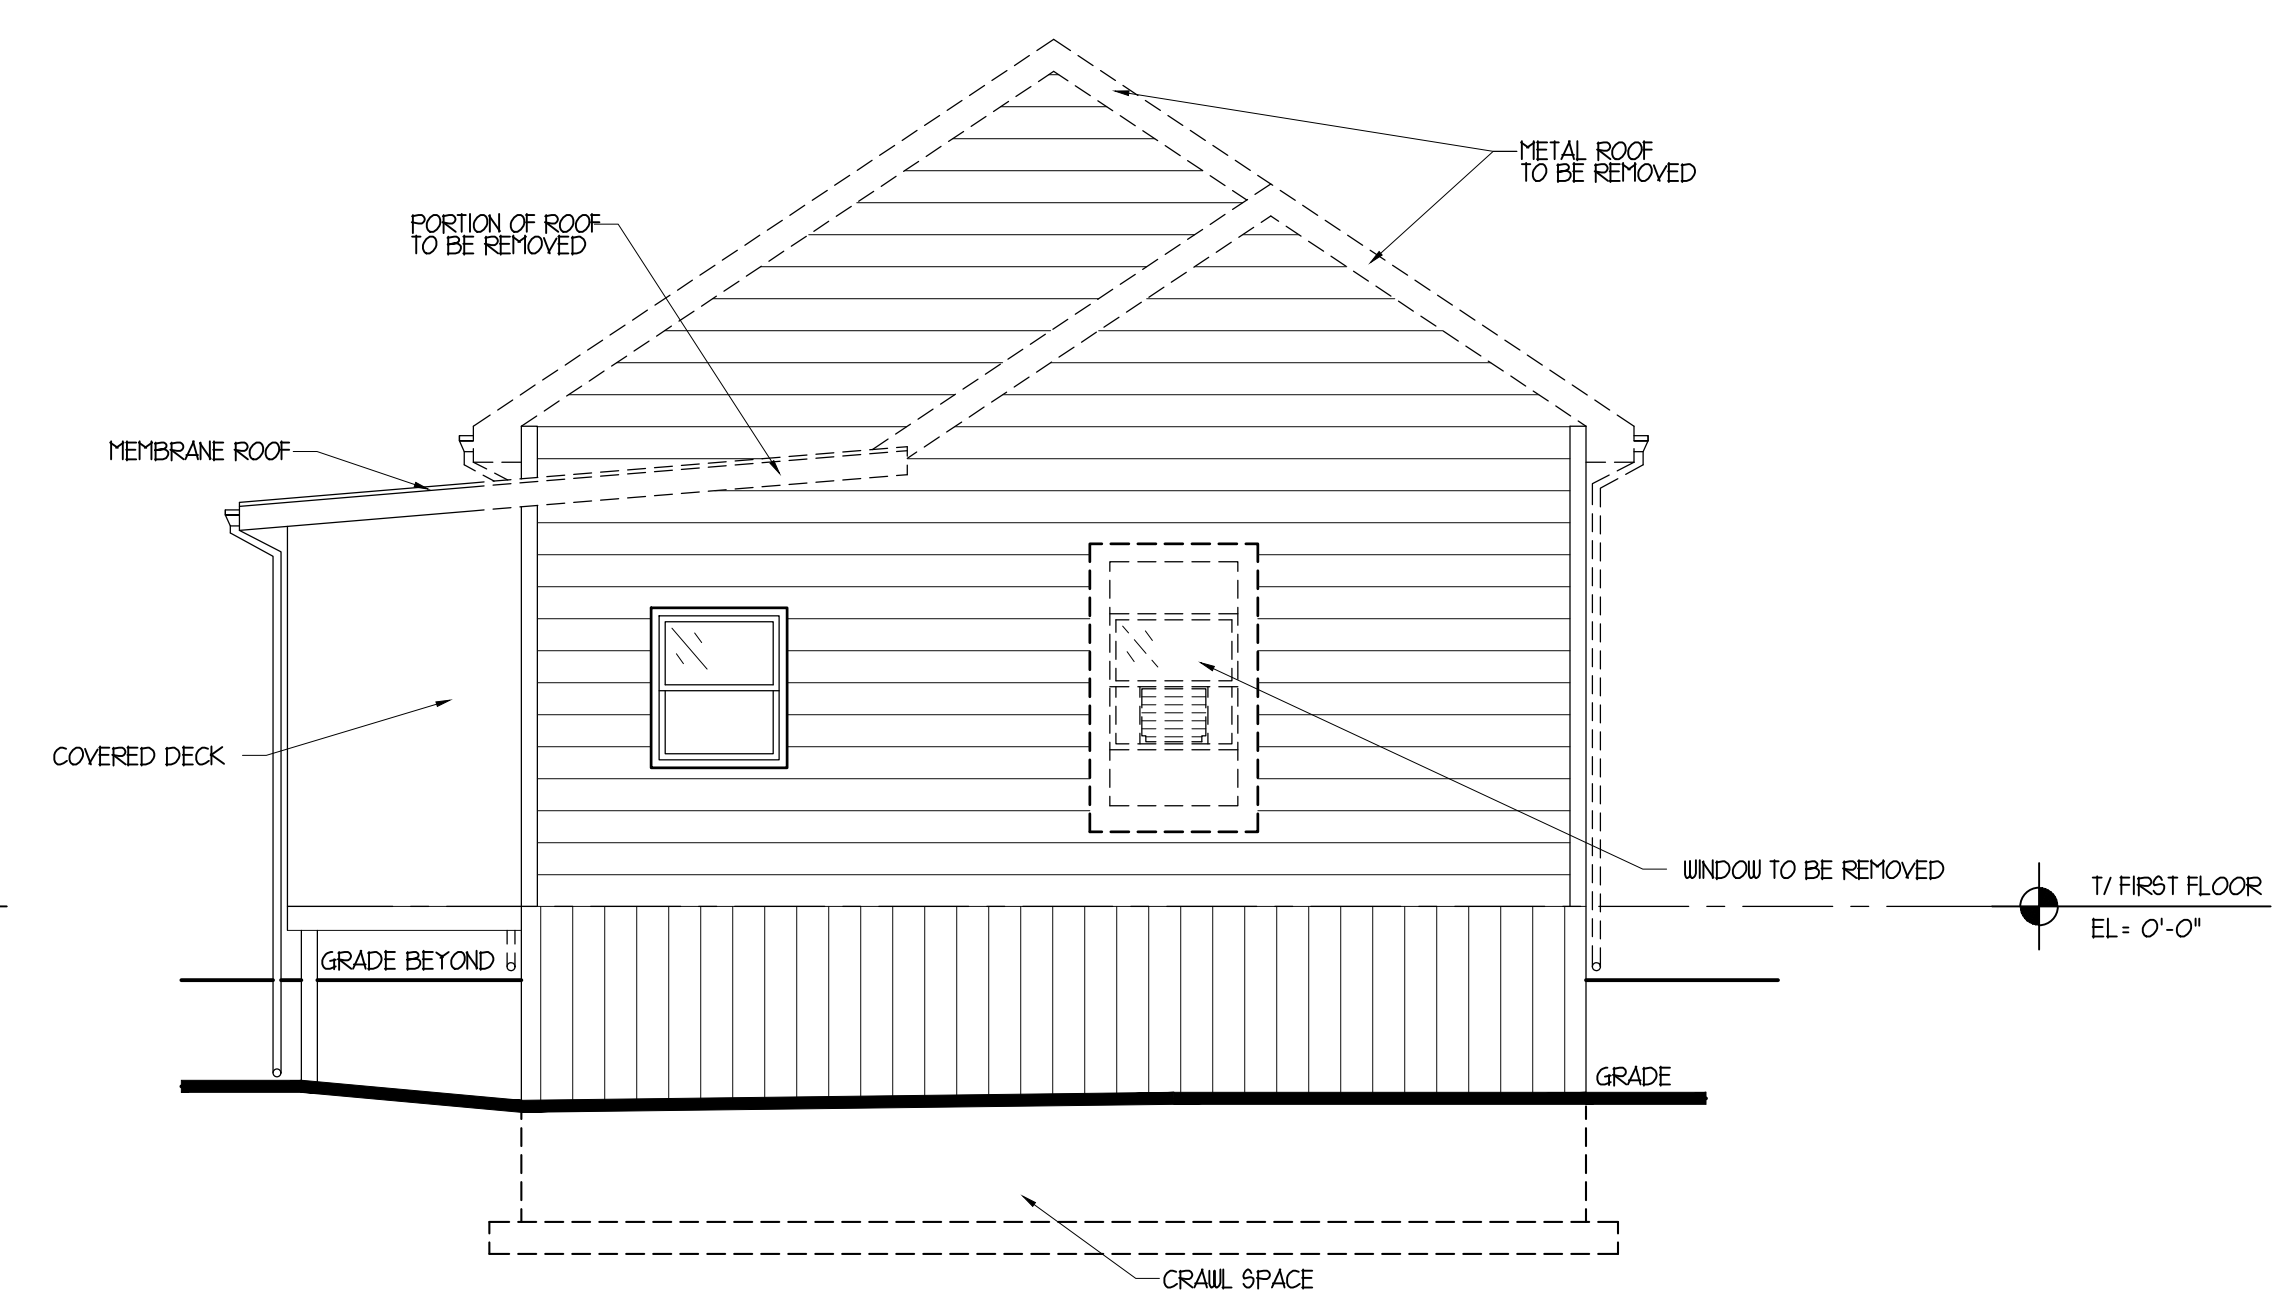 METAL ROOF
TO BE REMOVED
PORTION OF ROOF
TO BE REMOVED
MEMBRANE ROOF
COVERED DECK
WINDOW TO BE REMOVED
T/ FIRST FLOOR
EL= 0'-0"
GRADE BEYOND
GRADE
CRAWL SPACE